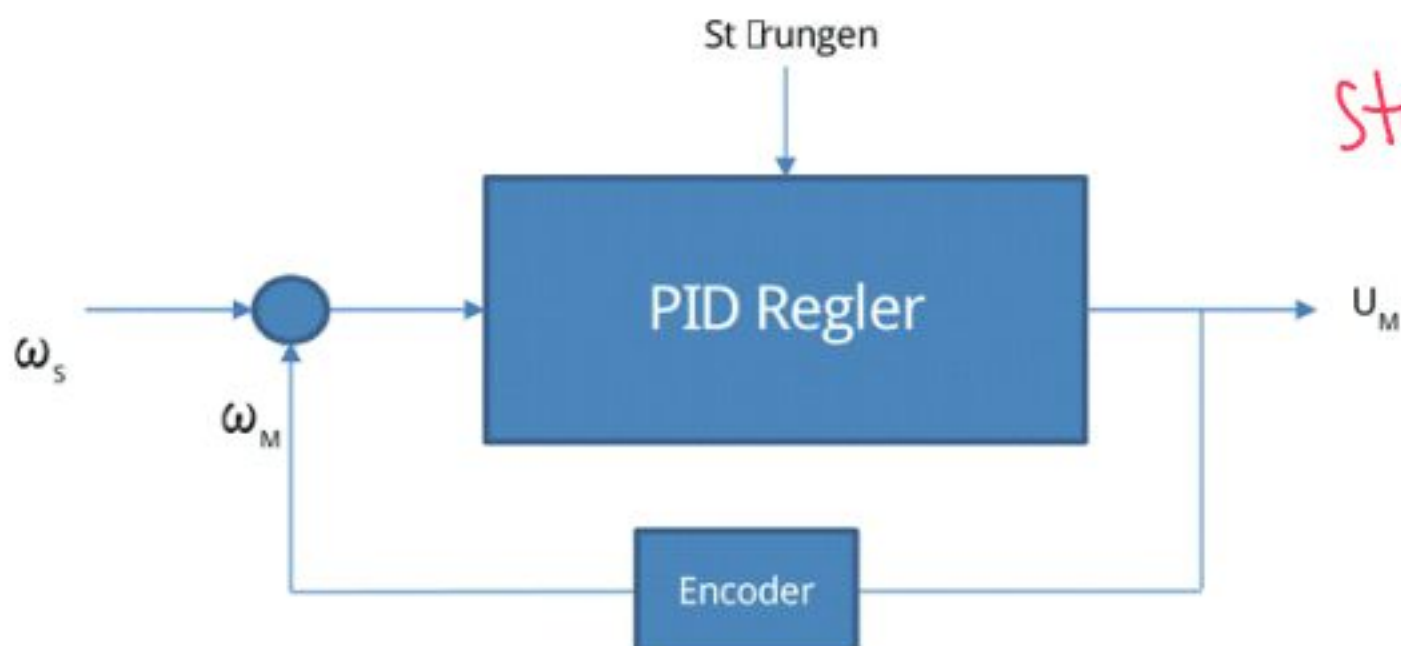 St▯rungen
St
PID Regler
U_M
ω_s
ω_M
Encoder